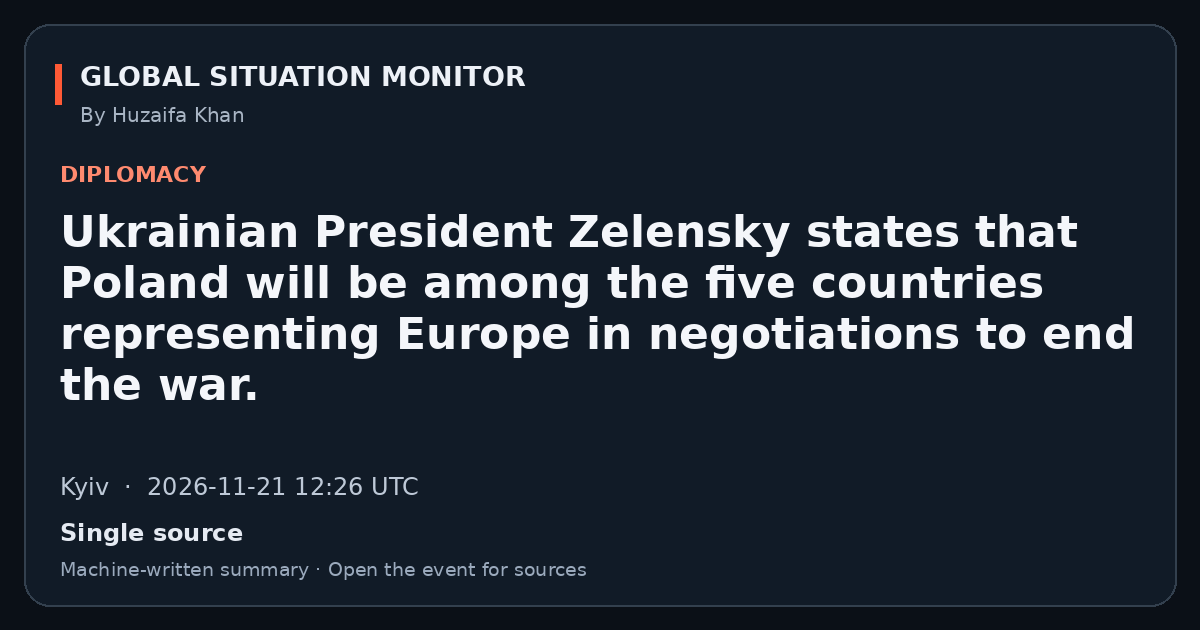 GLOBAL SITUATION MONITOR
By Huzaifa Khan
DIPLOMACY
Ukrainian President Zelensky states that
Poland will be among the five countries
representing Europe in negotiations to end
the war.
Kyiv · 2026-11-21 12:26 UTC
Single source
Machine-written summary · Open the event for sources